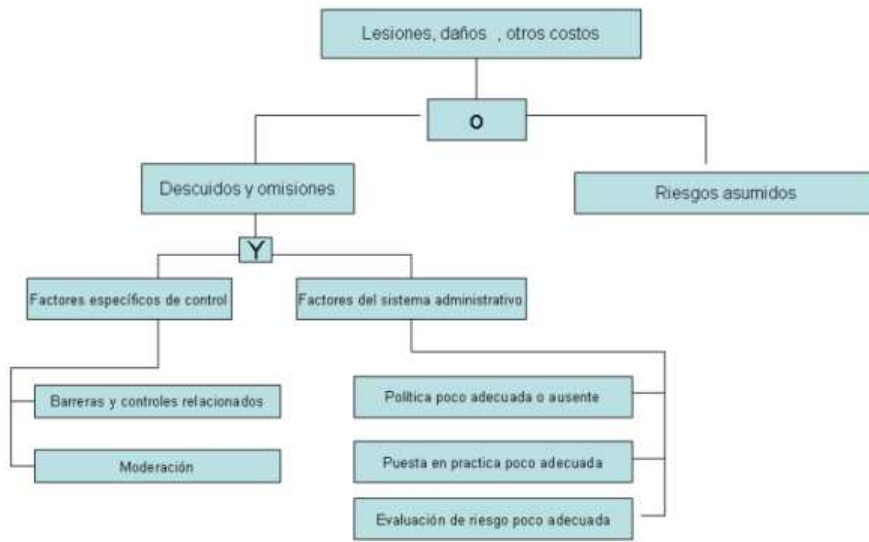 Lesiones, daños , otros costos
O
Descuidos y omisiones
Riesgos asumidos
Y
Factores específicos de control
Factores del sistema administrativo
Barreras y controles relacionados
Política poco adecuada o ausente
Moderación
Puesta en practica poco adecuada
Evaluación de riesgo poco adecuada